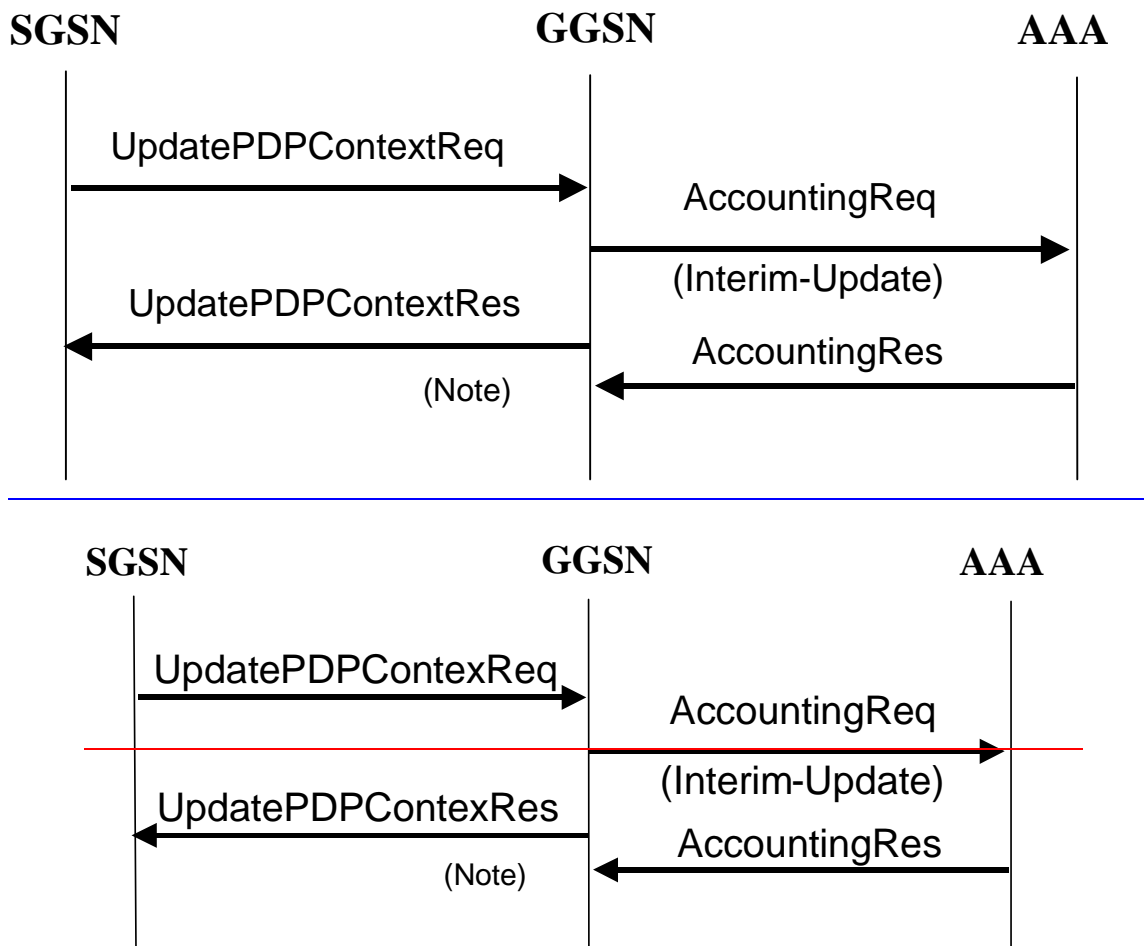 SGSN GGSN AAA
UpdatePDPContextReq
AccountingReq
(Interim-Update)
UpdatePDPContextRes
AccountingRes
(Note)
SGSN GGSN AAA
UpdatePDPContexReq
AccountingReq
(Interim-Update)
UpdatePDPContexRes
AccountingRes
(Note)